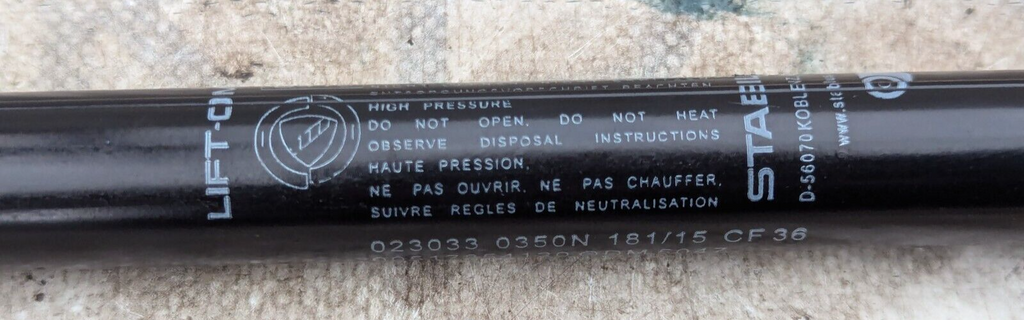 HIGH PRESSURE
DO NOT OPEN. DO NOT HEAT
OBSERVE DISPOSAL INSTRUCTIONS
HAUTE PRESSION.
NE PAS OUVRIR. NE PAS CHAUFFER.
SUIVRE REGLES DE NEUTRALISATION
023033 0350N 181/15 CF 36
LIFT-O
STAB
D-56070 KOBLE